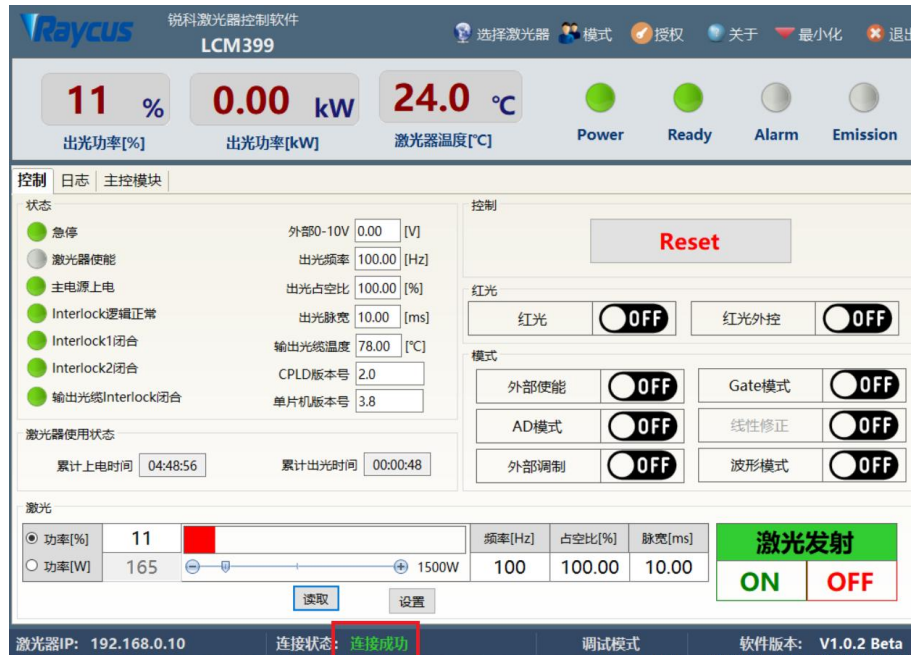 Raycus 锐科激光器控制软件
LCM399
选择激光器 模式 授权 关于 最小化 退出
11 % 0.00 kW 24.0 ℃
出光功率[%] 出光功率[kW] 激光器温度[℃] Power Ready Alarm Emission
控制 日志 主控模块
状态
急停 外部0-10V 0.00 [V]
激光器使能 出光频率 100.00 [Hz]
主电源上电 出光占空比 100.00 [%]
Interlock逻辑正常 出光脉宽 10.00 [ms]
Interlock1闭合 输出光缆温度 78.00 [℃]
Interlock2闭合 CPLD版本号 2.0
输出光缆Interlock闭合 单片机版本号 3.8
激光器使用状态
累计上电时间 04:48:56 累计出光时间 00:00:48
控制
Reset
红光
红光 OFF 红光外控 OFF
模式
外部使能 OFF Gate模式 OFF
AD模式 OFF 线性修正 OFF
外部调制 OFF 波形模式 OFF
激光
功率[%] 11 频率[Hz] 占空比[%] 脉宽[ms] 激光发射
功率[W] 165 1500W 100 100.00 10.00 ON OFF
读取 设置
激光器IP: 192.168.0.10 连接状态: 连接成功 调试模式 软件版本: V1.0.2 Beta